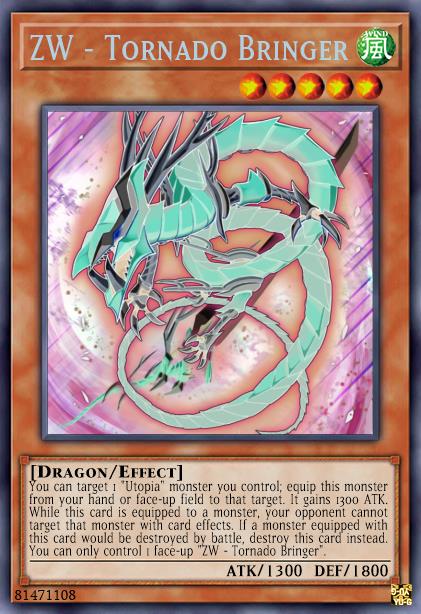 ZW - Tornado Bringer
WIND
風
[Dragon/Effect]
You can target 1 "Utopia" monster you control; equip this monster
from your hand or face-up field to that target. It gains 1300 ATK.
While this card is equipped to a monster, your opponent cannot
target that monster with card effects. If a monster equipped with
this card would be destroyed by battle, destroy this card instead.
You can only control 1 face-up "ZW - Tornado Bringer".
ATK/1300 DEF/1800
81471108